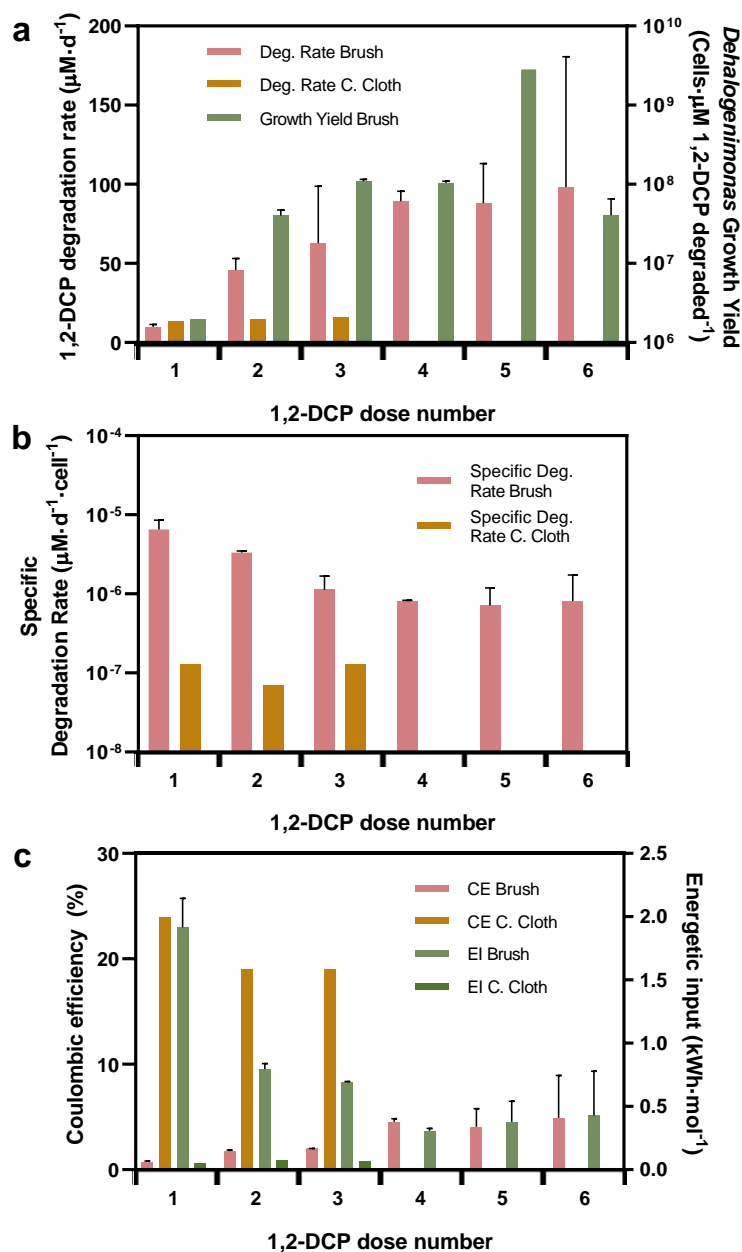 a
200
150
100
50
0
1,2-DCP degradation rate (µM·d⁻¹)
Deg. Rate Brush
Deg. Rate C. Cloth
Growth Yield Brush
10¹⁰
10⁹
10⁸
10⁷
10⁶
Dehalogenimonas Growth Yield
(Cells·µM 1,2-DCP degraded⁻¹)
1 2 3 4 5 6
1,2-DCP dose number
b
10⁻⁴
10⁻⁵
10⁻⁶
10⁻⁷
10⁻⁸
Specific
Degradation Rate (µM·d⁻¹·cell⁻¹)
Specific Deg.
Rate Brush
Specific Deg.
Rate C. Cloth
1 2 3 4 5 6
1,2-DCP dose number
c
30
20
10
0
Coulombic efficiency (%)
CE Brush
CE C. Cloth
EI Brush
EI C. Cloth
2.5
2.0
1.5
1.0
0.5
0.0
Energetic input (kWh·mol⁻¹)
1 2 3 4 5 6
1,2-DCP dose number